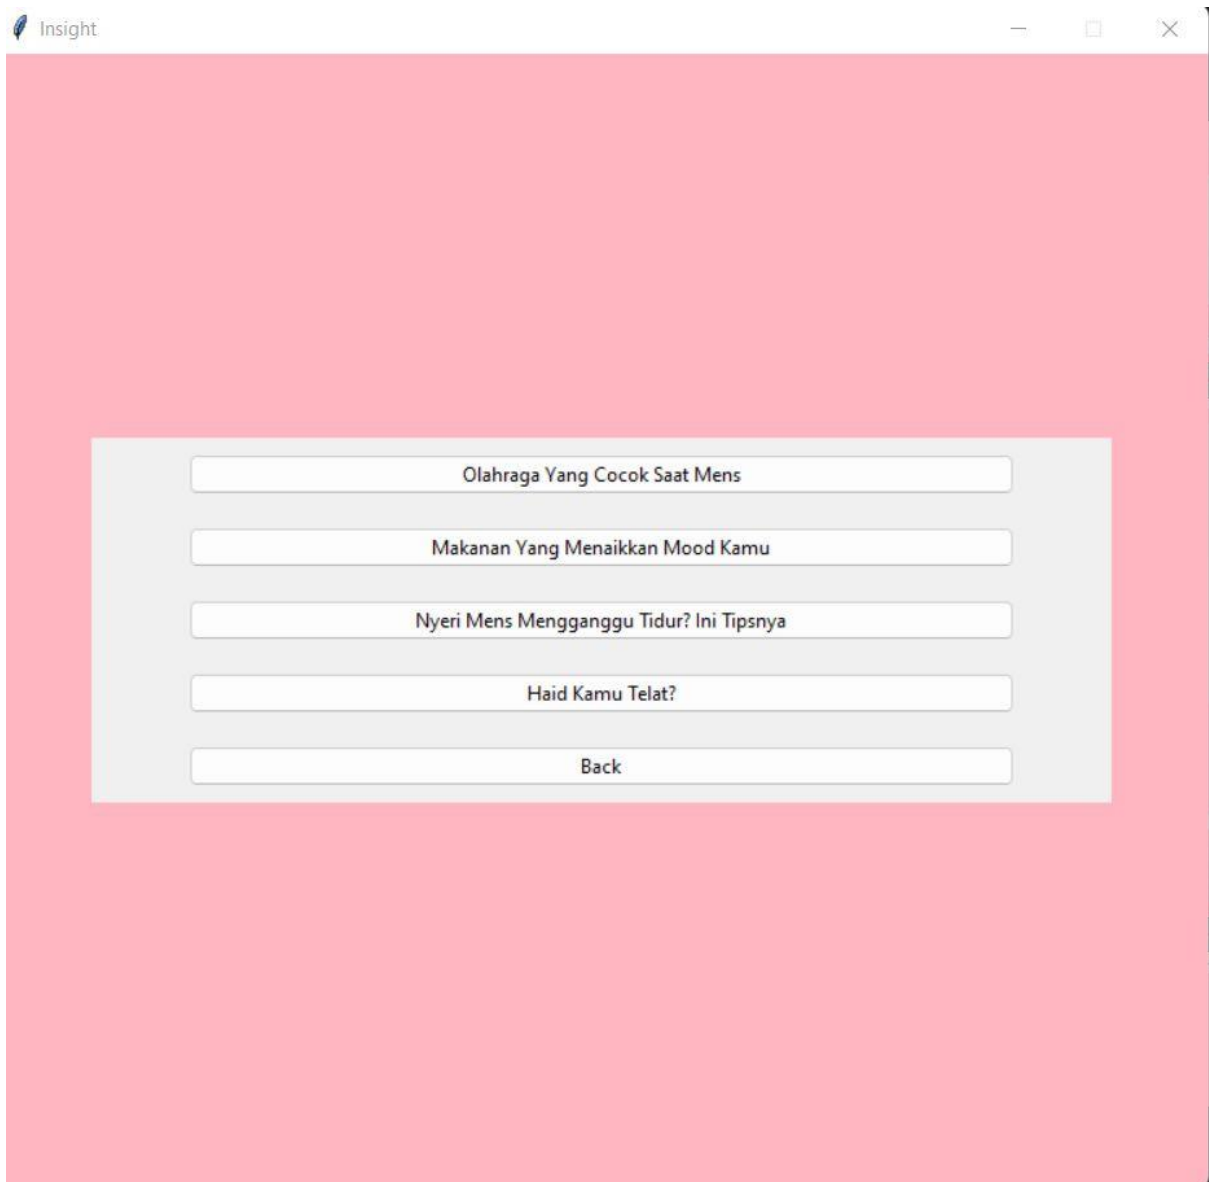 Insight
Olahraga Yang Cocok Saat Mens
Makanan Yang Menaikkan Mood Kamu
Nyeri Mens Mengganggu Tidur? Ini Tipsnya
Haid Kamu Telat?
Back